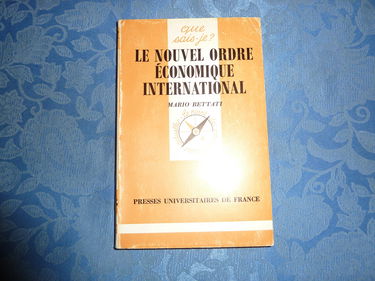 que
sais-je?
LE NOUVEL ORDRE
ÉCONOMIQUE
INTERNATIONAL
MARIO BETTATI
PRESSES UNIVERSITAIRES DE FRANCE